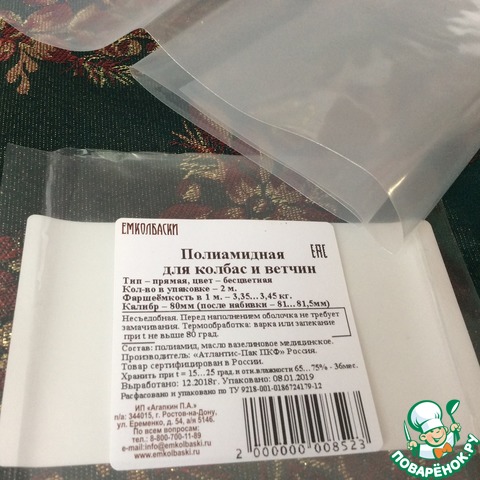 ЕМКОЛБАСКИ
EAC
Полиамидная
для колбас и ветчин
Тип – прямая, цвет – бесцветная
Кол-во в упаковке – 2 м.
Фаршеёмкость в 1 м. – 3,35...3,45 кг.
Калибр – 80мм (после набивки – 81...81,5мм)
Несъедобная. Перед наполнением оболочка не требует
замачивания. Термообработка: варка или запекание
при t не выше 80 град.
Состав: полиамид, масло вазелиновое медицинское.
Производитель: «Атлантис-Пак ПКФ» Россия.
Товар сертифицирован в России.
Хранить при t = 15...25 град. и отн.влажности 65...75% - 36мес.
Выработано: 12.2018г. Упаковано: 08.01.2019
Расфасовано и упаковано по ТУ 9218-001-0186724179-12
ИП «Агапкин П.А.»
п/я: 344015, г. Ростов-на-Дону,
ул. Еременко, д. 54, а/я 5146.
По всем вопросам:
тел.: 8-800-700-11-89
e-mail:info@emkolbaski.ru
www.emkolbaski.ru
2 000000 008523
ПОВАРЁНОК.РУ